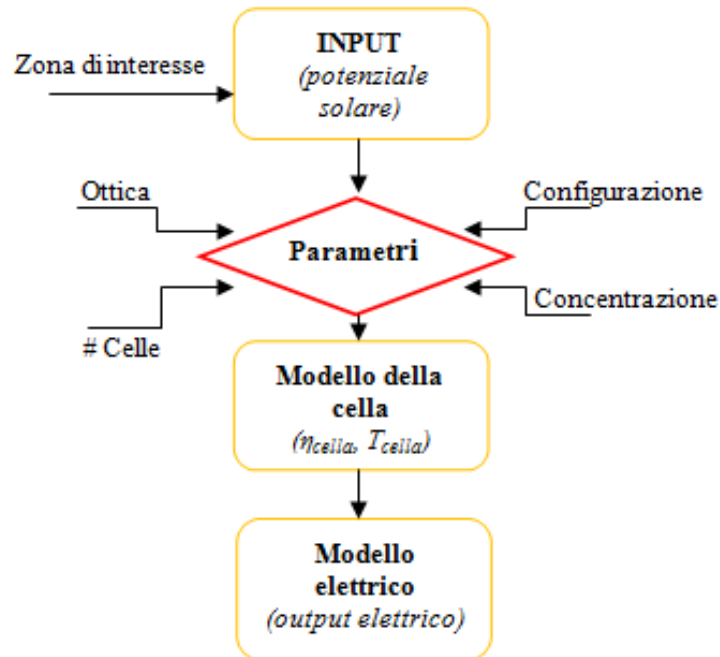 INPUT
(potenziale
solare)
Zona di interesse
Ottica
Configurazione
Parametri
# Celle
Concentrazione
Modello della
cella
(ηcella, Tcella)
Modello
elettrico
(output elettrico)